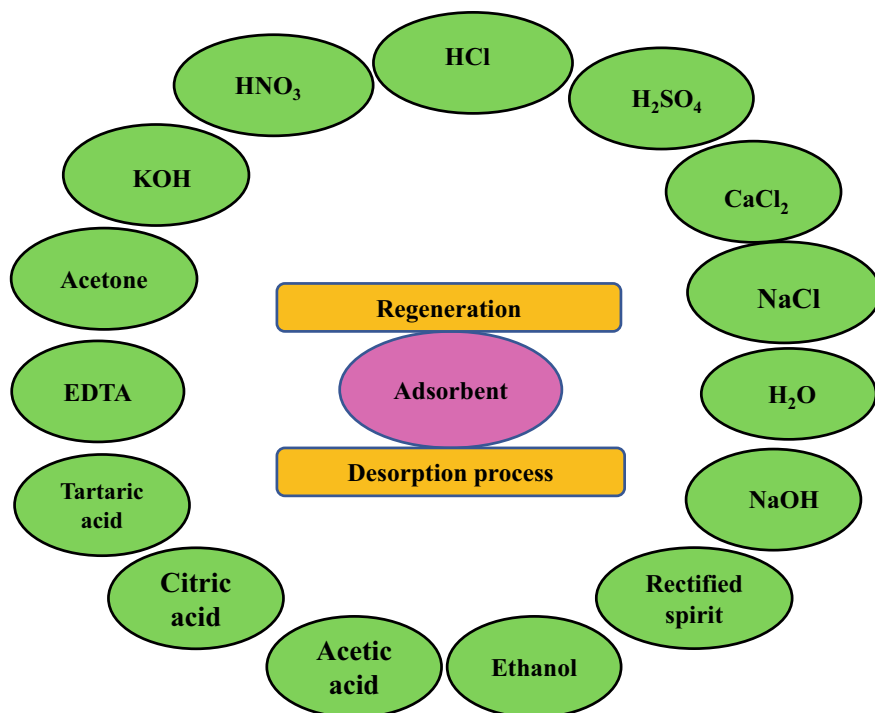 HCl
HNO₃
H₂SO₄
KOH
CaCl₂
Acetone
NaCl
Regeneration
Adsorbent
EDTA
H₂O
Desorption process
Tartaric
acid
NaOH
Citric
acid
Rectified
spirit
Acetic
acid
Ethanol